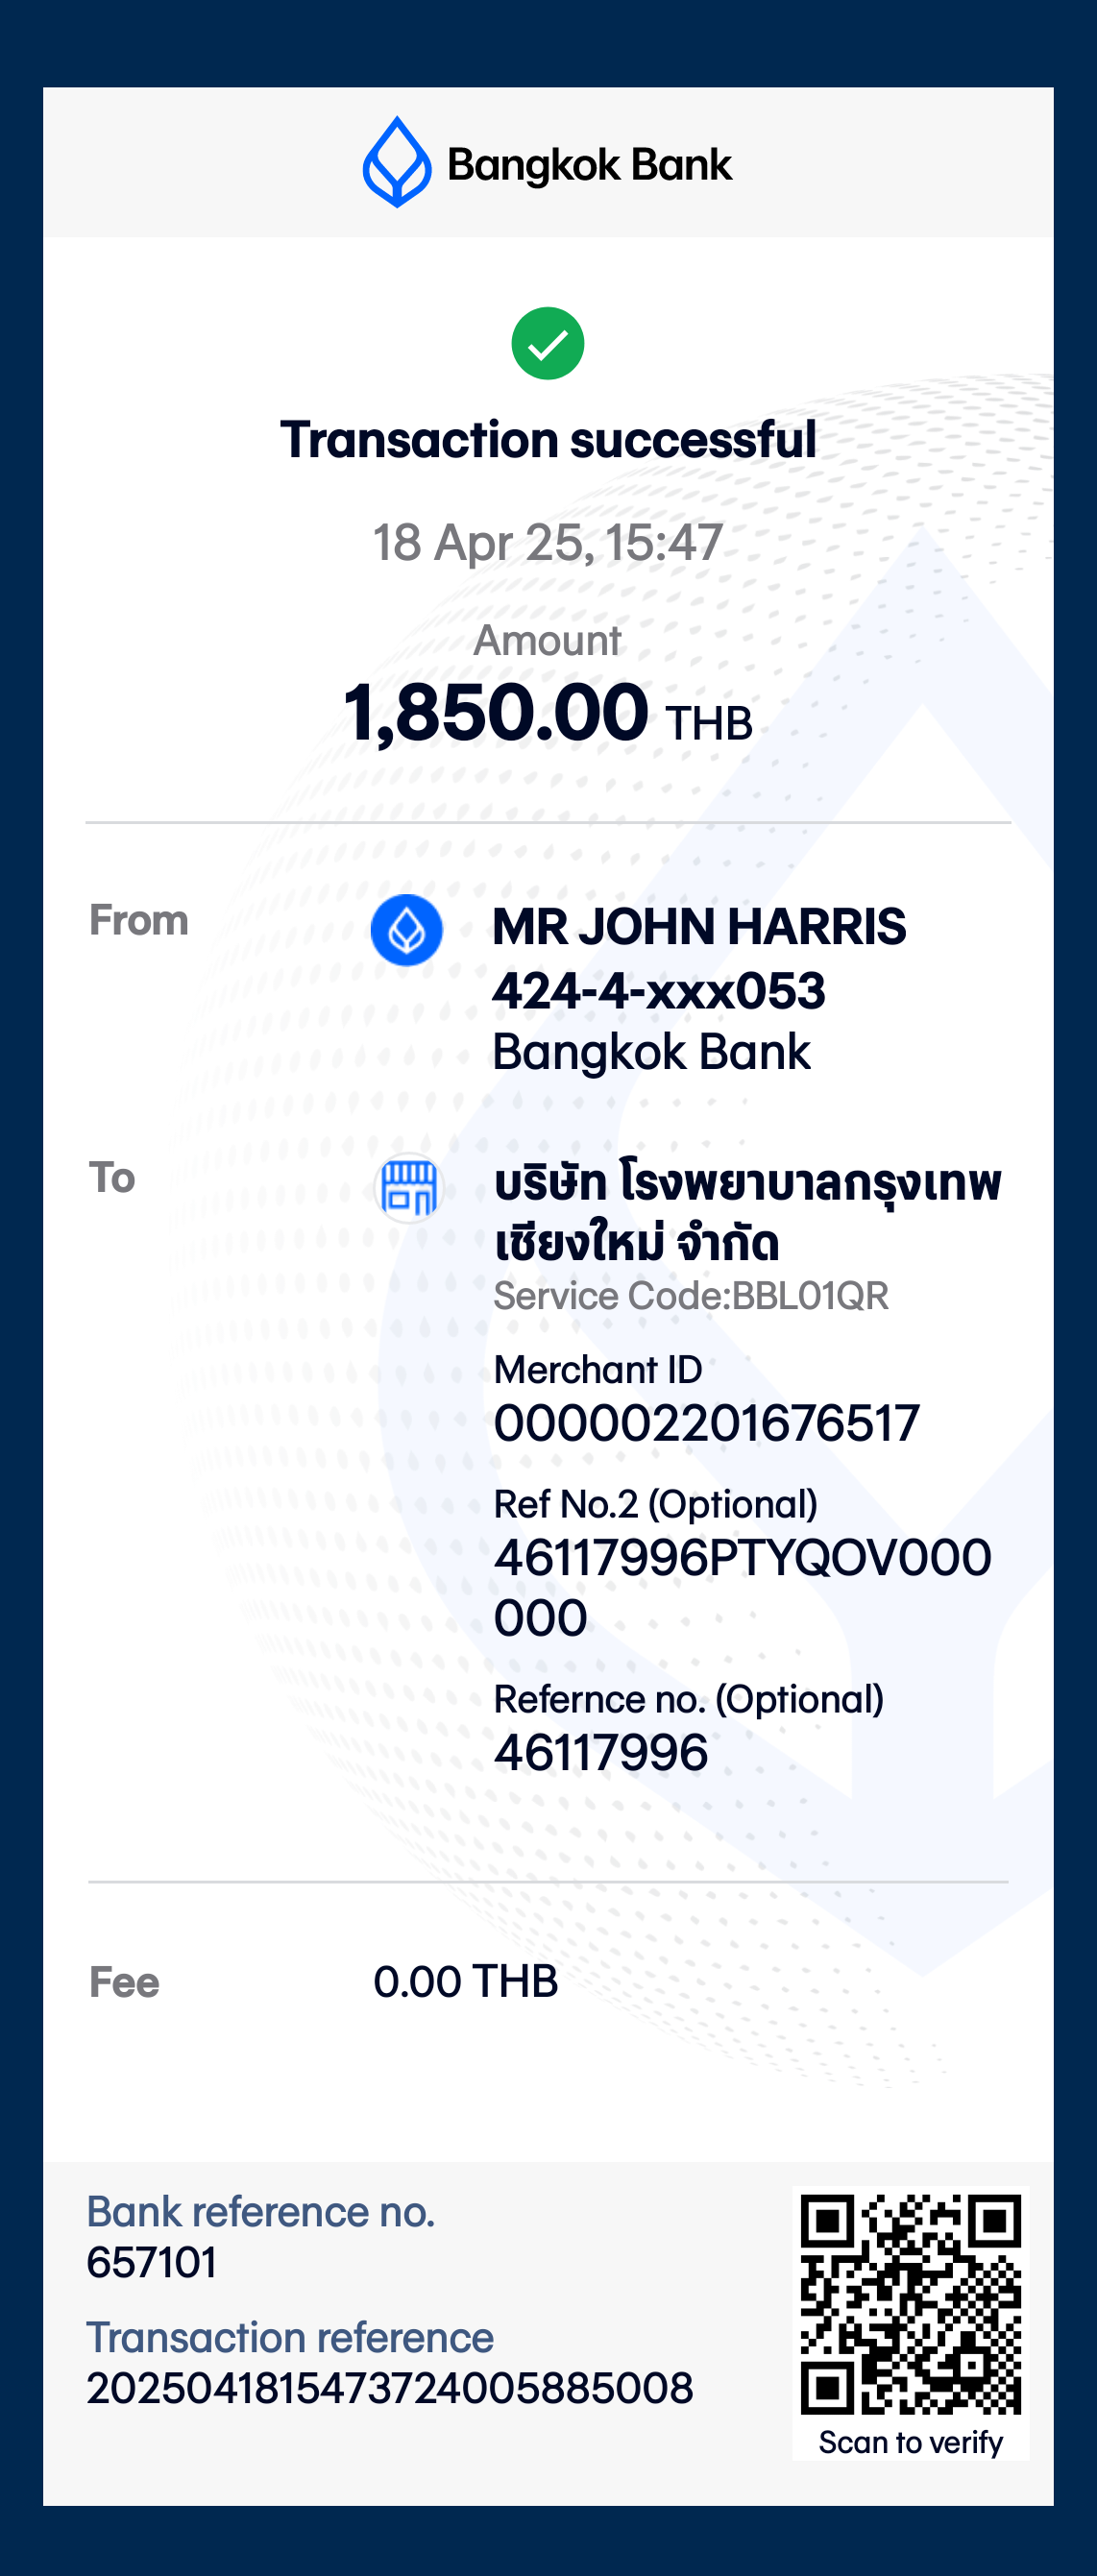 Bangkok Bank
Transaction successful
18 Apr 25, 15:47
Amount
1,850.00 THB
From
MR JOHN HARRIS
424-4-xxx053
Bangkok Bank
To
บริษัท โรงพยาบาลกรุงเทพ
เชียงใหม่ จำกัด
Service Code:BBL01QR
Merchant ID
000002201676517
Ref No.2 (Optional)
46117996PTYQOV000
000
Refernce no. (Optional)
46117996
Fee
0.00 THB
Bank reference no.
657101
Transaction reference
2025041815473724005885008
Scan to verify